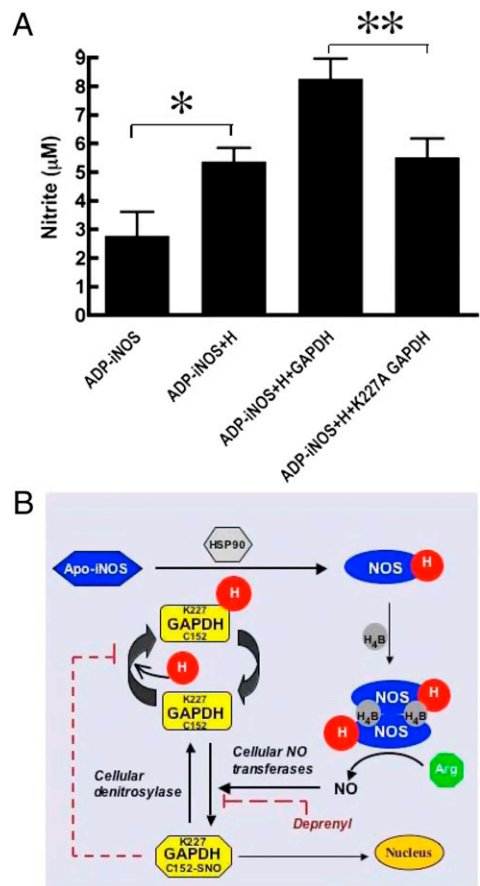 A
**
*
9
8
7
6
5
4
3
2
1
0
Nitrite (µM)
ADP-iNOS
ADP-iNOS+H
ADP-iNOS+H+GAPDH
ADP-iNOS+H+K227A GAPDH
B
HSP90
Apo-iNOS
NOS
H
H
K227
GAPDH
C152
H4B
H
K227
GAPDH
C152
NOS
H
H4B
H4B
H
NOS
Cellular NO
transferases
Cellular
denitrosylase
NO
Arg
Deprenyl
K227
GAPDH
C152-SNO
Nucleus